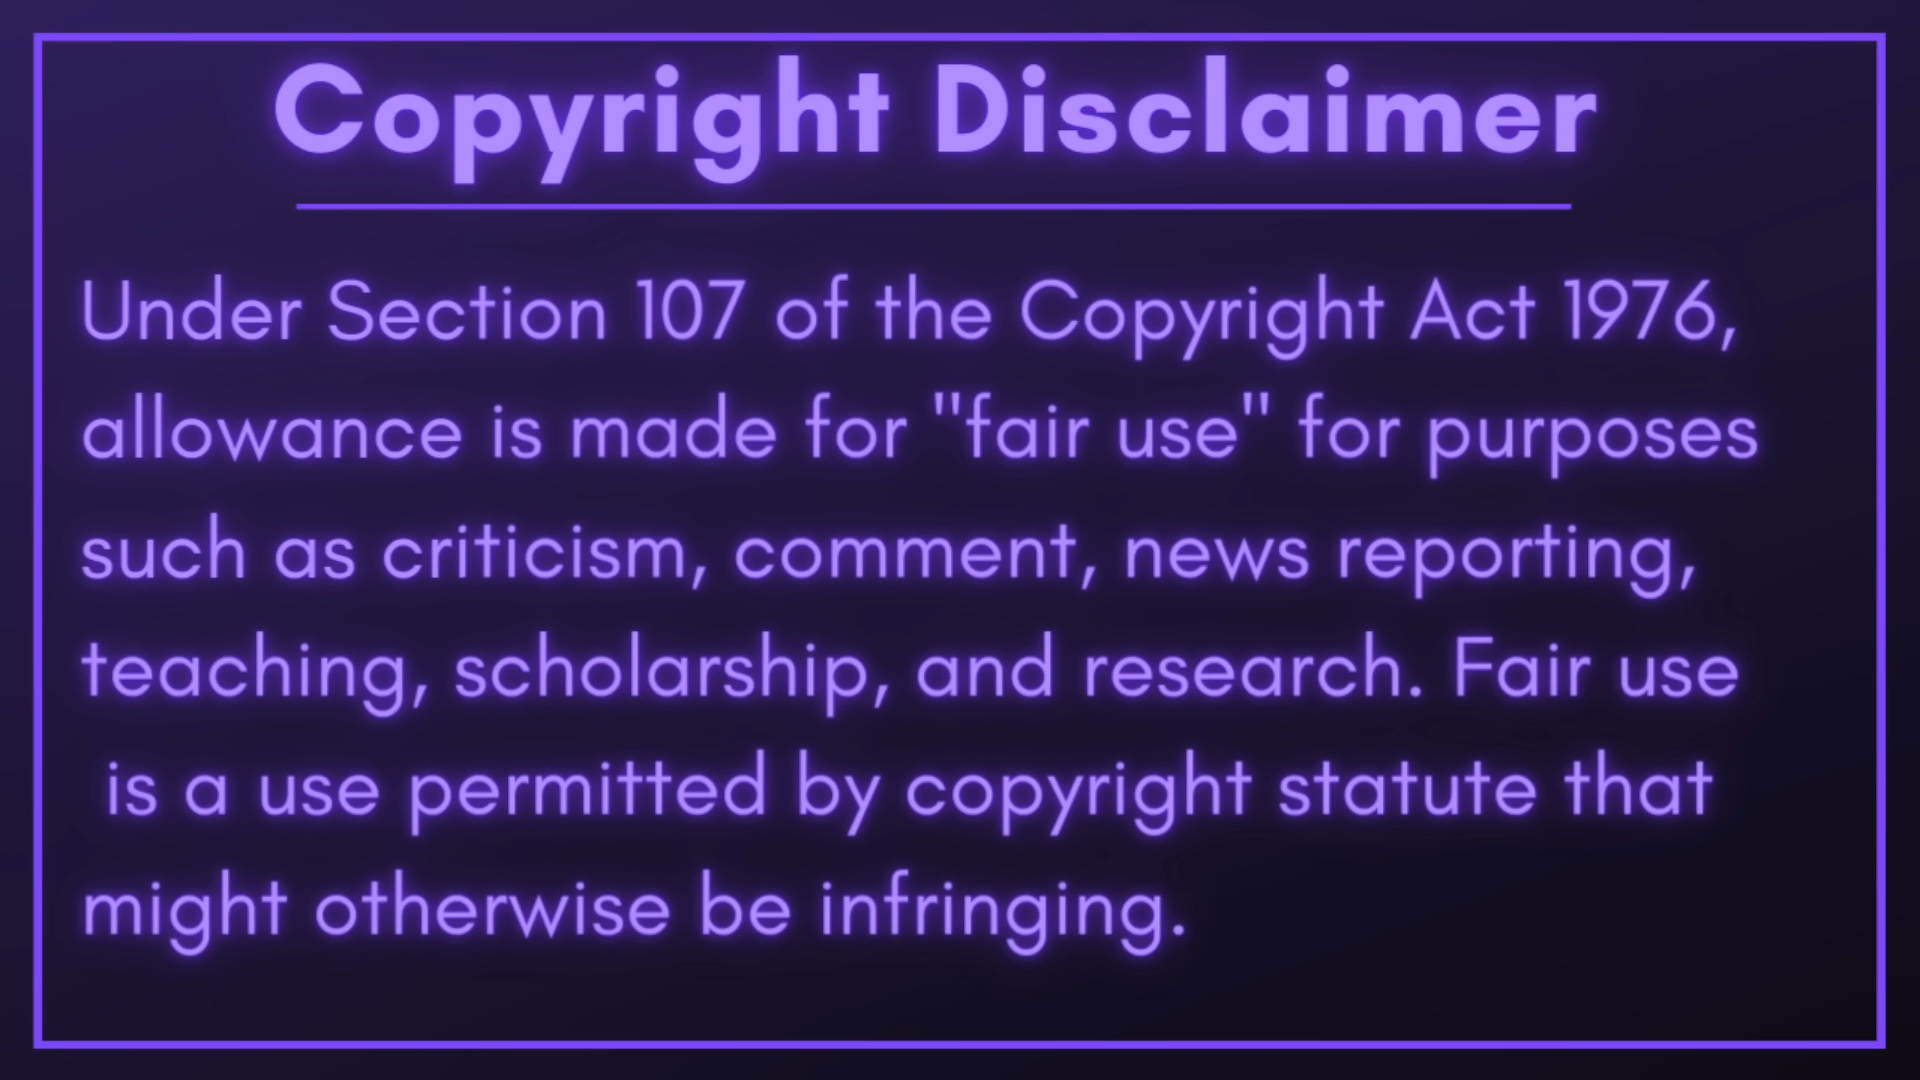 Copyright Disclaimer
Under Section 107 of the Copyright Act 1976,
allowance is made for "fair use" for purposes
such as criticism, comment, news reporting,
teaching, scholarship, and research. Fair use
is a use permitted by copyright statute that
might otherwise be infringing.